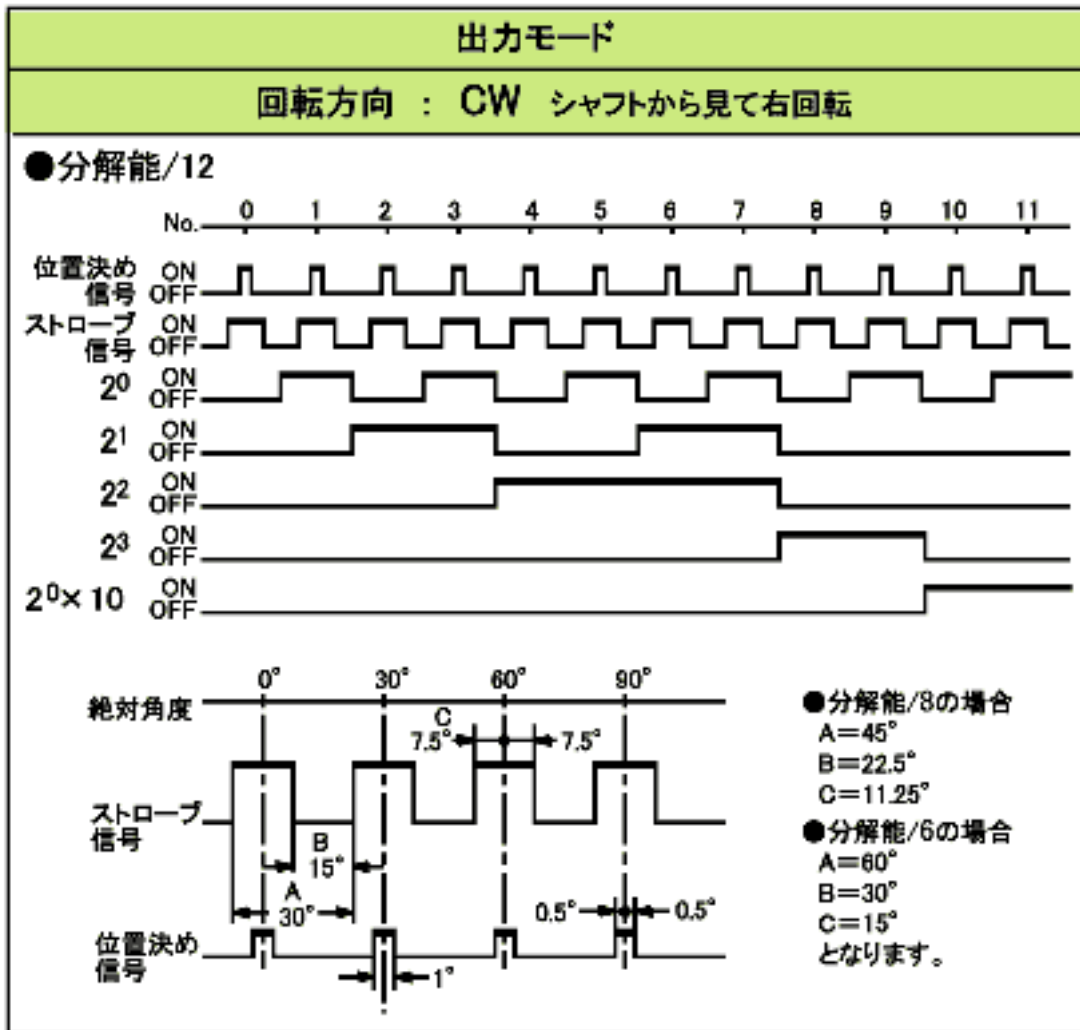 出力モード
回転方向 : CW シャフトから見て右回転
●分解能/12
No. 0 1 2 3 4 5 6 7 8 9 10 11
位置決め信号 ON OFF
ストローブ信号 ON OFF
2⁰ ON OFF
2¹ ON OFF
2² ON OFF
2³ ON OFF
2⁰×10 ON OFF
絶対角度 0° 30° 60° 90°
C
7.5° 7.5°
ストローブ信号
B
15°
A
30°
0.5° 0.5°
位置決め信号
1°
●分解能/8の場合
A=45°
B=22.5°
C=11.25°
●分解能/6の場合
A=60°
B=30°
C=15°
となります。